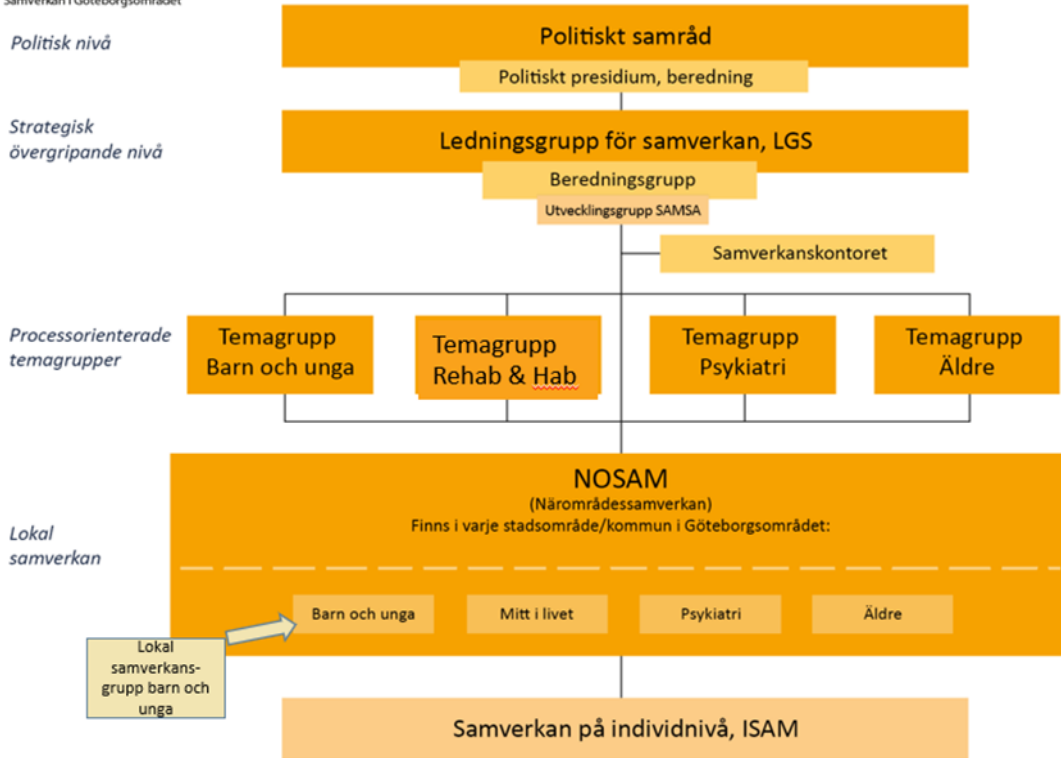 Samverkan i Göteborgsområdet
Politisk nivå
Politiskt samråd
Politiskt presidium, beredning
Strategisk
övergripande nivå
Ledningsgrupp för samverkan, LGS
Beredningsgrupp
Utvecklingsgrupp SAMSA
Samverkanskontoret
Processorienterade
temagrupper
Temagrupp
Barn och unga
Temagrupp
Rehab & Hab
Temagrupp
Psykiatri
Temagrupp
Äldre
Lokal
samverkan
NOSAM
(Närområdessamverkan)
Finns i varje stadsområde/kommun i Göteborgsområdet:
Barn och unga
Mitt i livet
Psykiatri
Äldre
Lokal
samverkans-
grupp barn och
unga
Samverkan på individnivå, ISAM